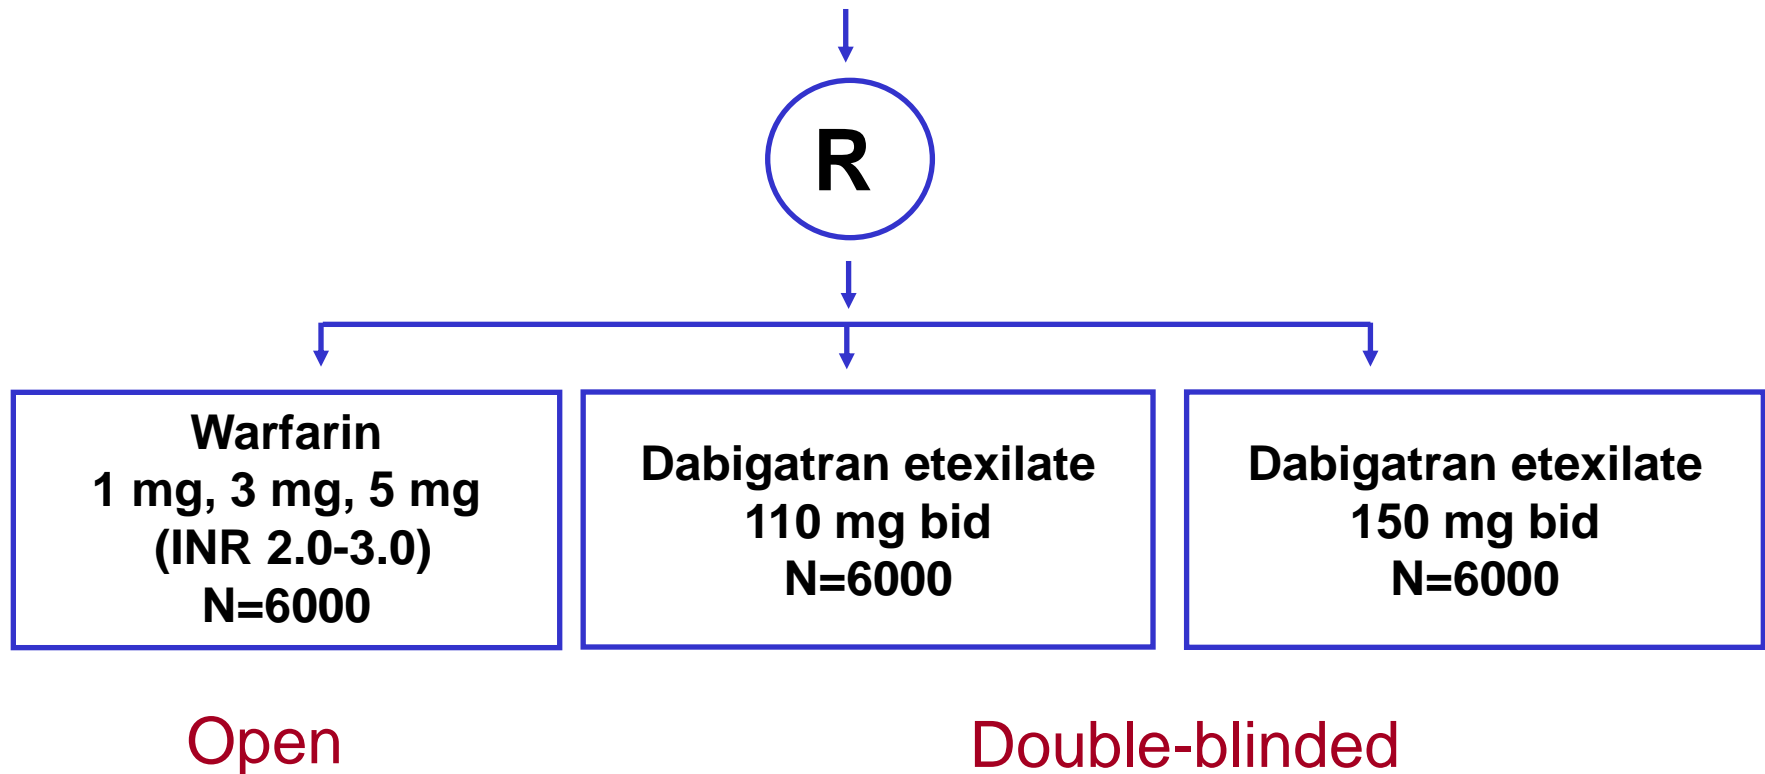 R
Warfarin
1 mg, 3 mg, 5 mg
(INR 2.0-3.0)
N=6000
Dabigatran etexilate
110 mg bid
N=6000
Dabigatran etexilate
150 mg bid
N=6000
Open
Double-blinded